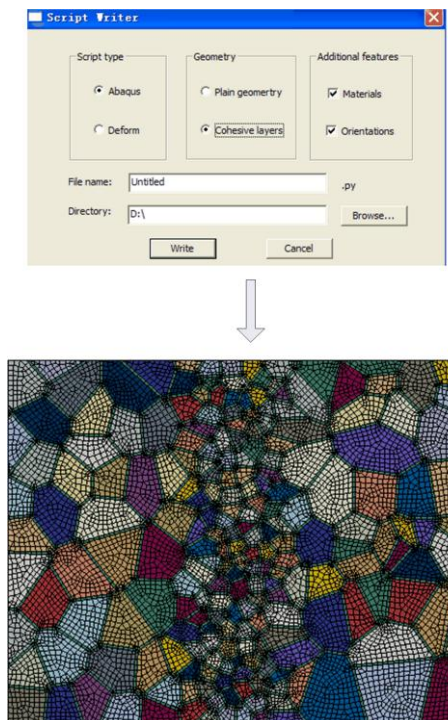 Script Writer
Script type
Geometry
Additional features
Abaqus
Plain geomertry
Materials
Deform
Cohesive layers
Orientations
File name:
Untitled
.py
Directory:
D:\
Browse...
Write
Cancel